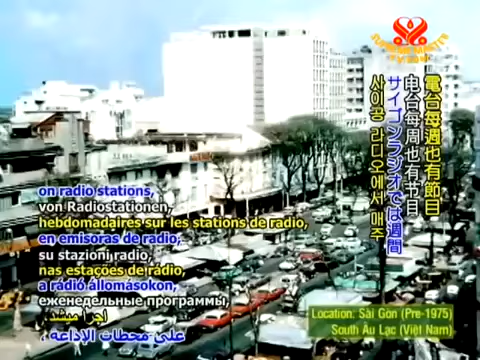 SUPREME MASTER
TV
電台每週也有節目
电台每周也有节目
サイゴンラジオでは週間
사이공 라디오에서 매주
on radio stations,
von Radiostationen,
hebdomadaires sur les stations de radio,
en emisoras de radio,
su stazioni radio,
nas estações de rádio,
a rádió állomásokon,
еженедельные программы,
على محطات الإذاعة ،
Location: Sài Gòn (Pre-1975)
South Âu Lạc (Việt Nam)